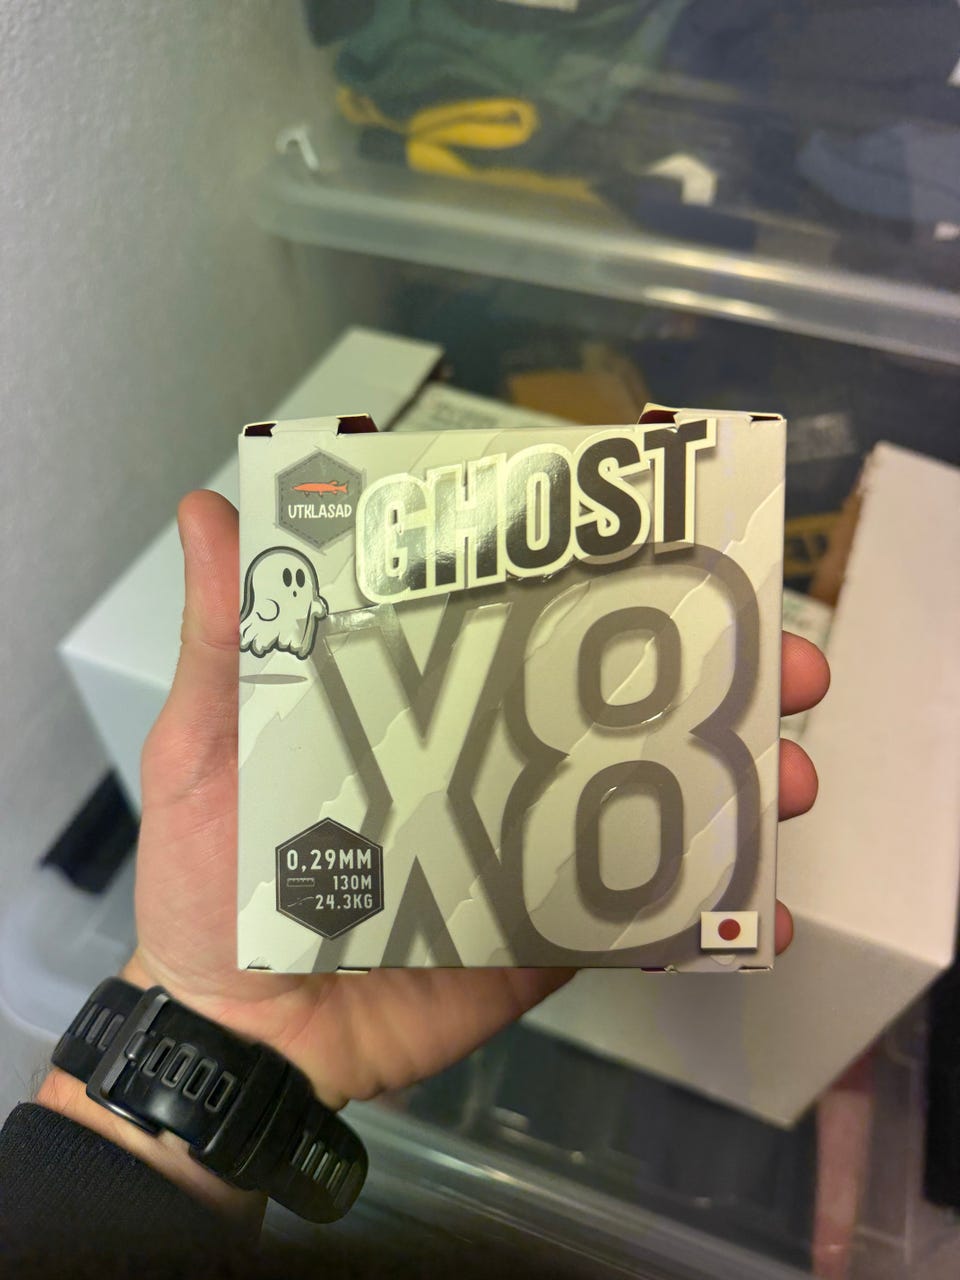 UTKLASAD
GHOST
X8
0,29MM
130M
24.3KG